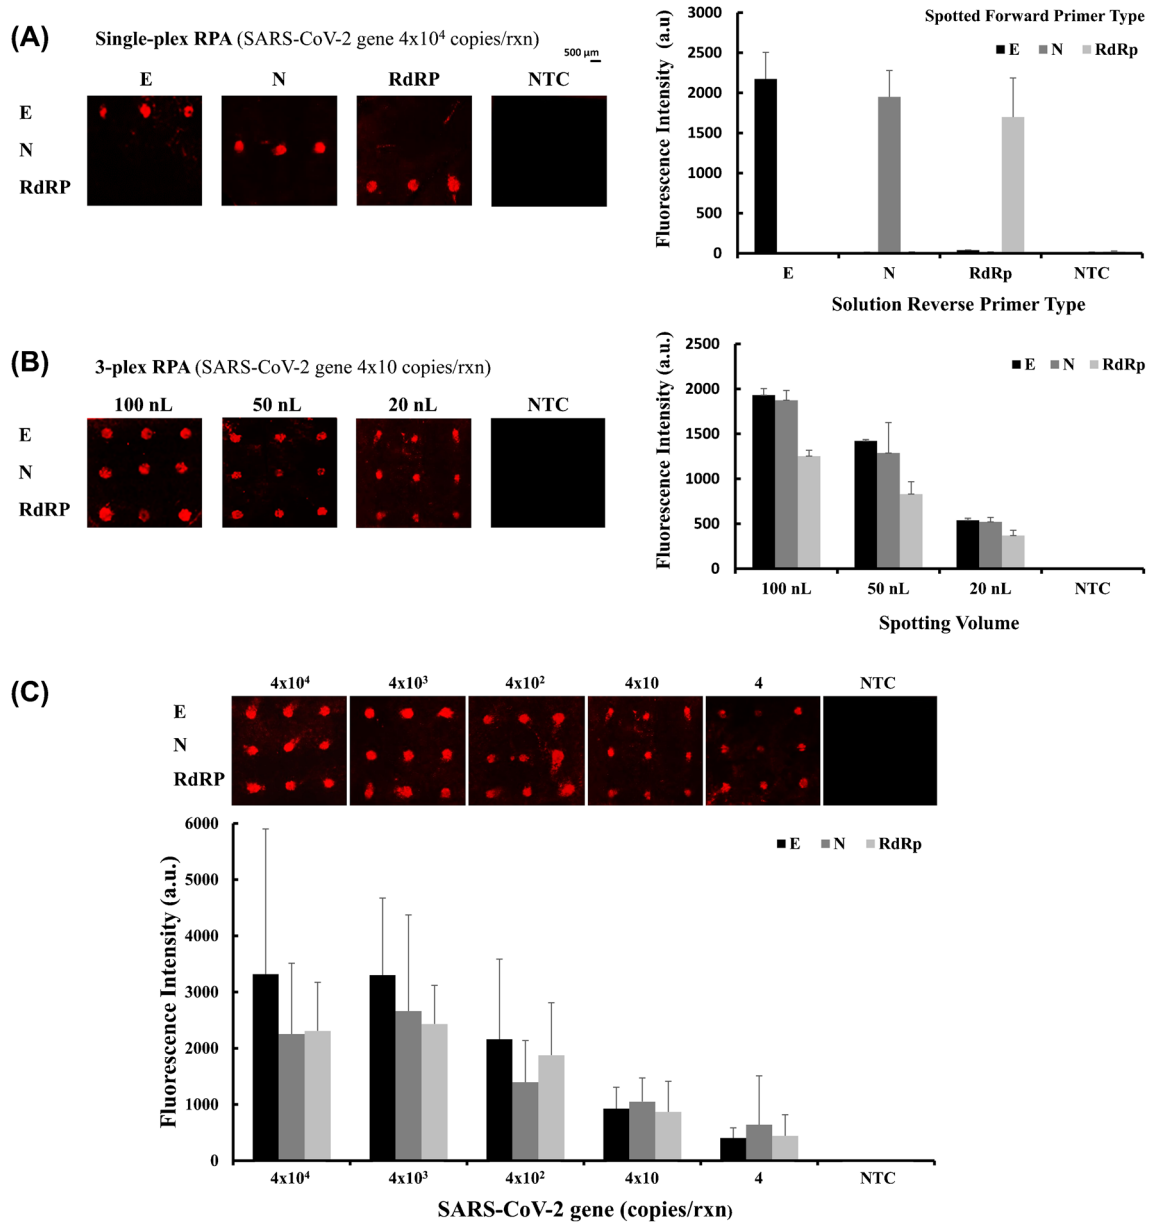 (A)
Single-plex RPA (SARS-CoV-2 gene 4x10⁴ copies/rxn)
500 µm
E N RdRP NTC
E
N
RdRP
Fluorescence Intensity (a.u)
3000
2500
2000
1500
1000
500
0
Spotted Forward Primer Type
E N RdRp
E N RdRp NTC
Solution Reverse Primer Type
(B)
3-plex RPA (SARS-CoV-2 gene 4x10 copies/rxn)
100 nL 50 nL 20 nL NTC
E
N
RdRP
Fluorescence Intensity (a.u.)
2500
2000
1500
1000
500
0
E N RdRp
100 nL 50 nL 20 nL NTC
Spotting Volume
(C)
4x10⁴ 4x10³ 4x10² 4x10 4 NTC
E
N
RdRP
Fluorescence Intensity (a.u.)
6000
5000
4000
3000
2000
1000
0
E N RdRp
4x10⁴ 4x10³ 4x10² 4x10 4 NTC
SARS-CoV-2 gene (copies/rxn)